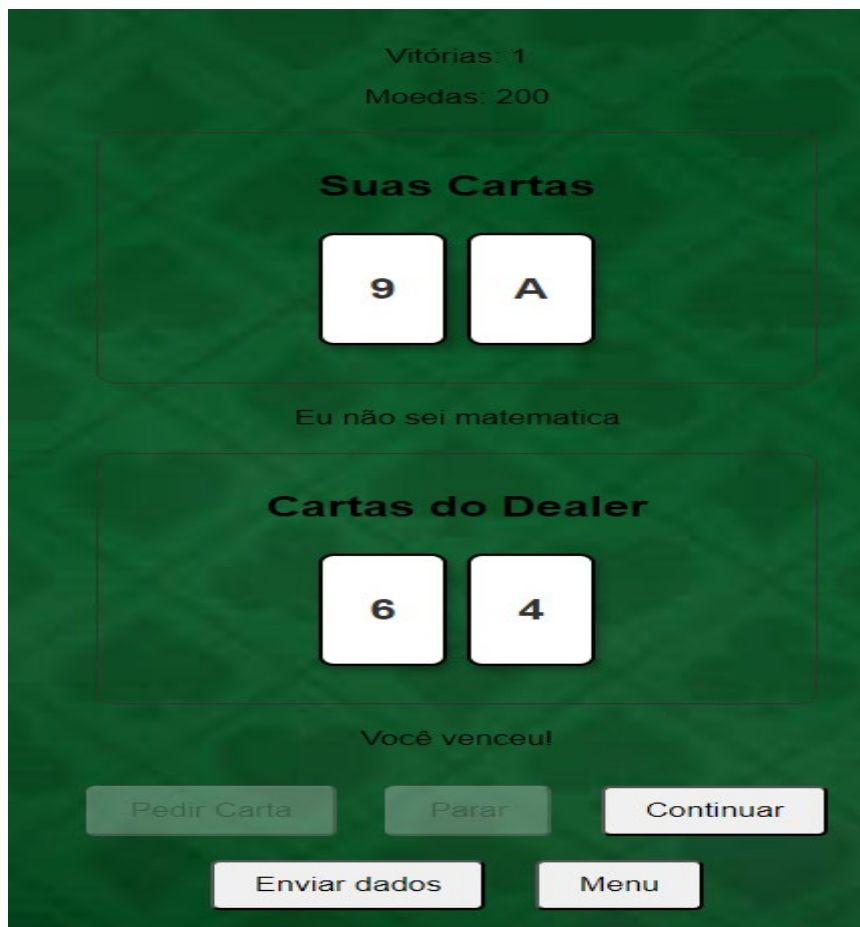 Vitórias: 1
Moedas: 200
Suas Cartas
9 A
Eu não sei matematica
Cartas do Dealer
6 4
Você venceu!
Pedir Carta Parar Continuar
Enviar dados Menu